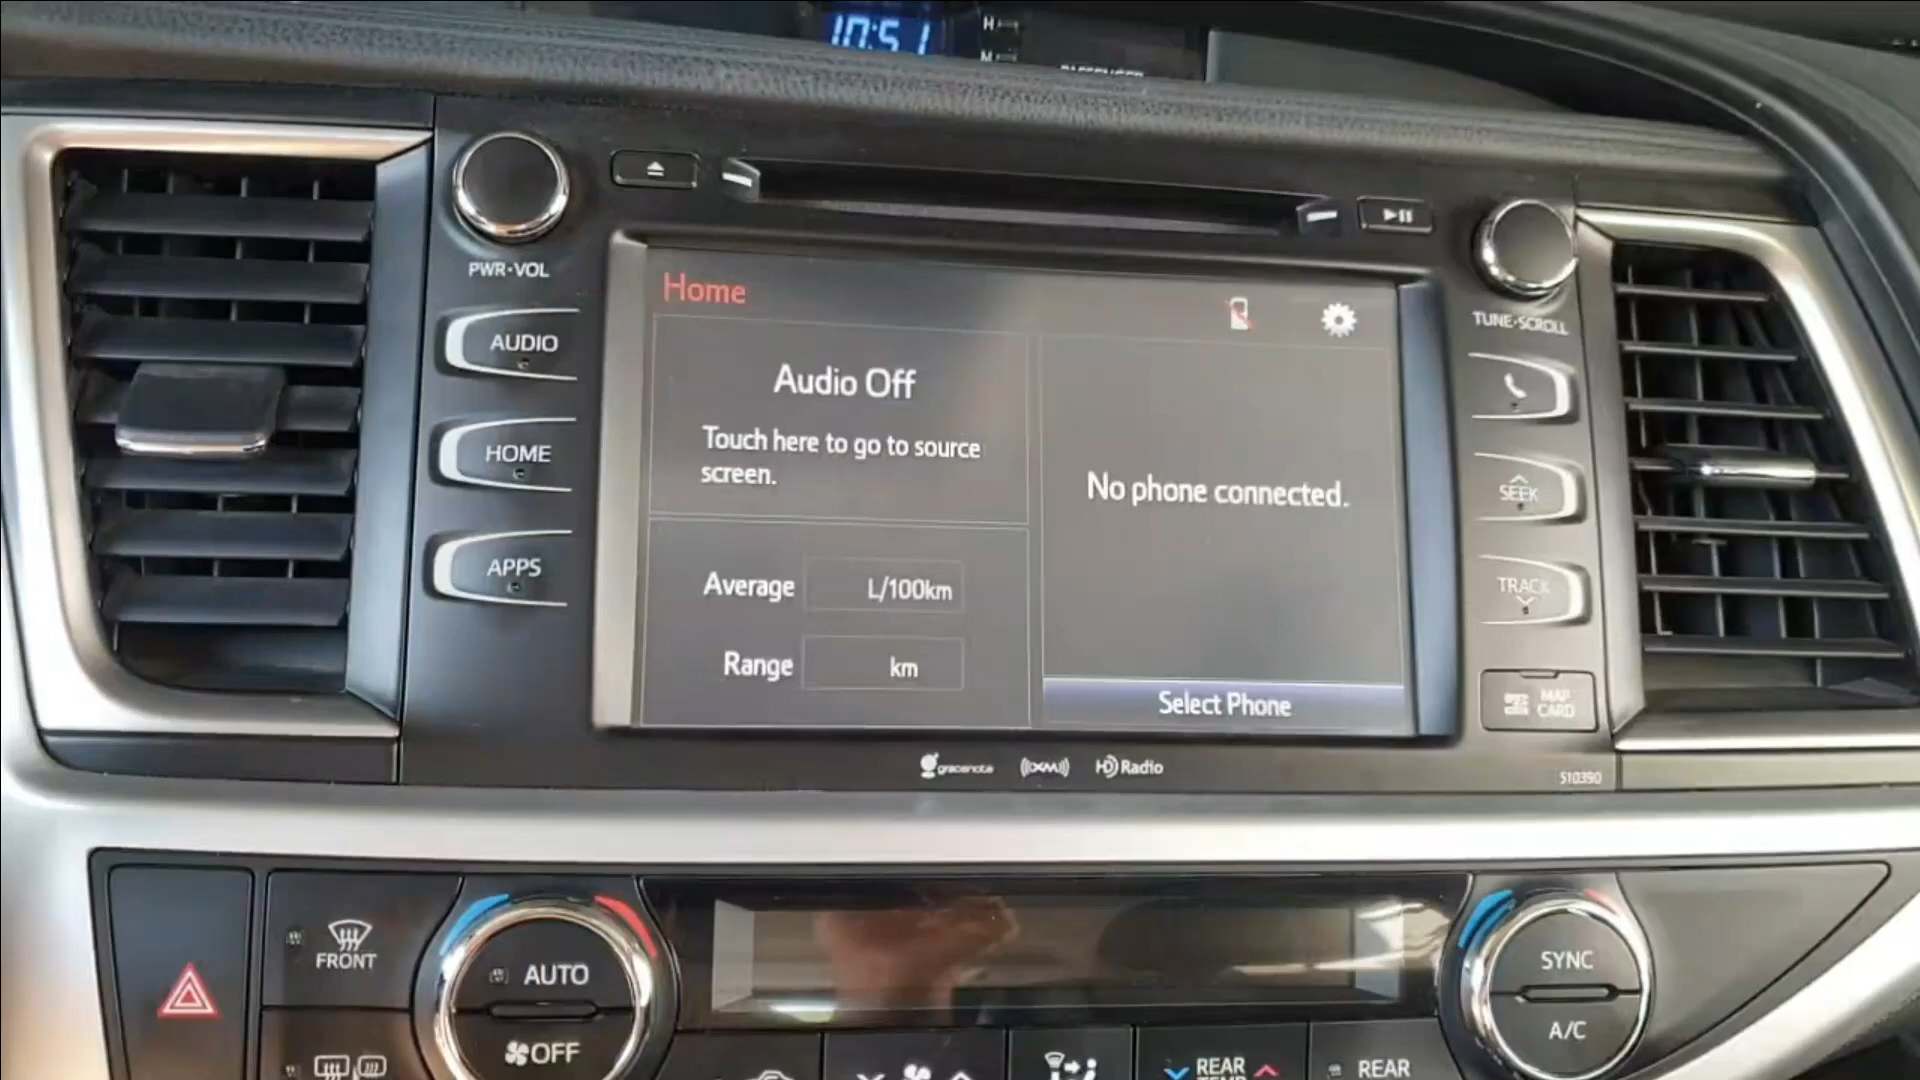 10:51
H
M
PWR•VOL
TUNE•SCROLL
AUDIO
HOME
APPS
Home
Audio Off
Touch here to go to source
screen.
Average
L/100km
Range
km
No phone connected.
Select Phone
SEEK
TRACK
MAP
CARD
gracenote
XM
HD Radio
510390
FRONT
AUTO
OFF
SYNC
A/C
REAR
REAR